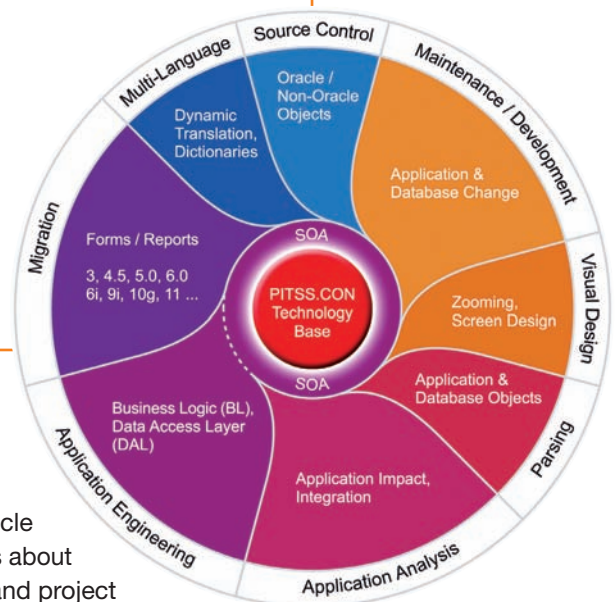 Source Control
Oracle /
Non-Oracle
Objects
Maintenance / Development
Application &
Database Change
Visual Design
Zooming,
Screen Design
Parsing
Application &
Database Objects
Application Analysis
Application Impact,
Integration
Application Engineering
Business Logic (BL),
Data Access Layer
(DAL)
Migration
Forms / Reports
3, 4.5, 5.0, 6.0
6i, 9i, 10g, 11 ...
Multi-Language
Dynamic
Translation,
Dictionaries
SOA
PITSS.CON
Technology
Base
SOA
cle
s about
and project